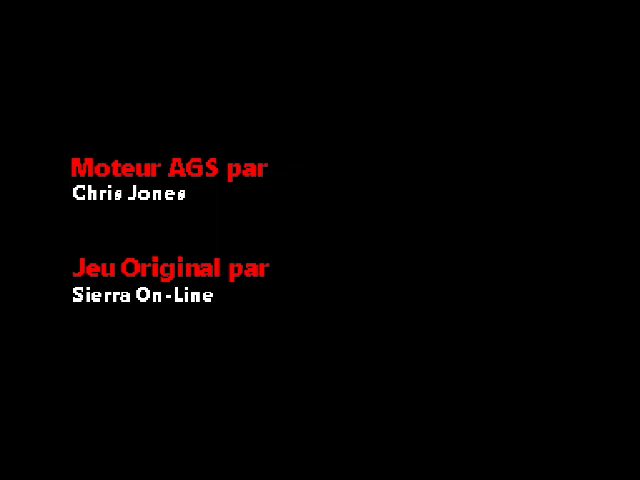 Moteur AGS par
Chris Jones
Jeu Original par
Sierra On-Line